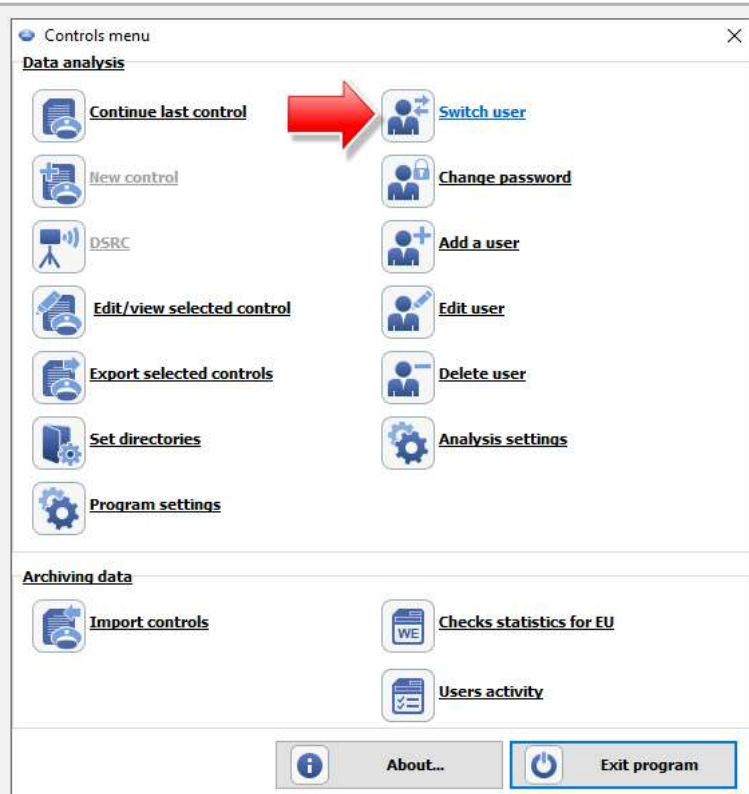 Controls menu
Data analysis
Continue last control
Switch user
New control
Change password
DSRC
Add a user
Edit/view selected control
Edit user
Export selected controls
Delete user
Set directories
Analysis settings
Program settings
Archiving data
Import controls
WE
Checks statistics for EU
Users activity
About...
Exit program